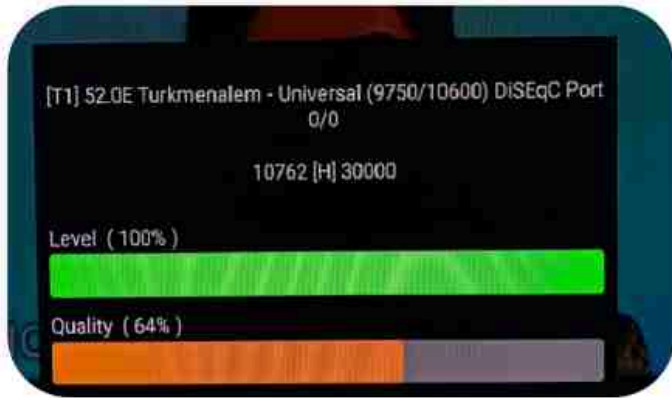 [T1] 52.0E Turkmenalem - Universal (9750/10600) DiSEqC Port
0/0
10762 [H] 30000
Level ( 100% )
Quality ( 64% )